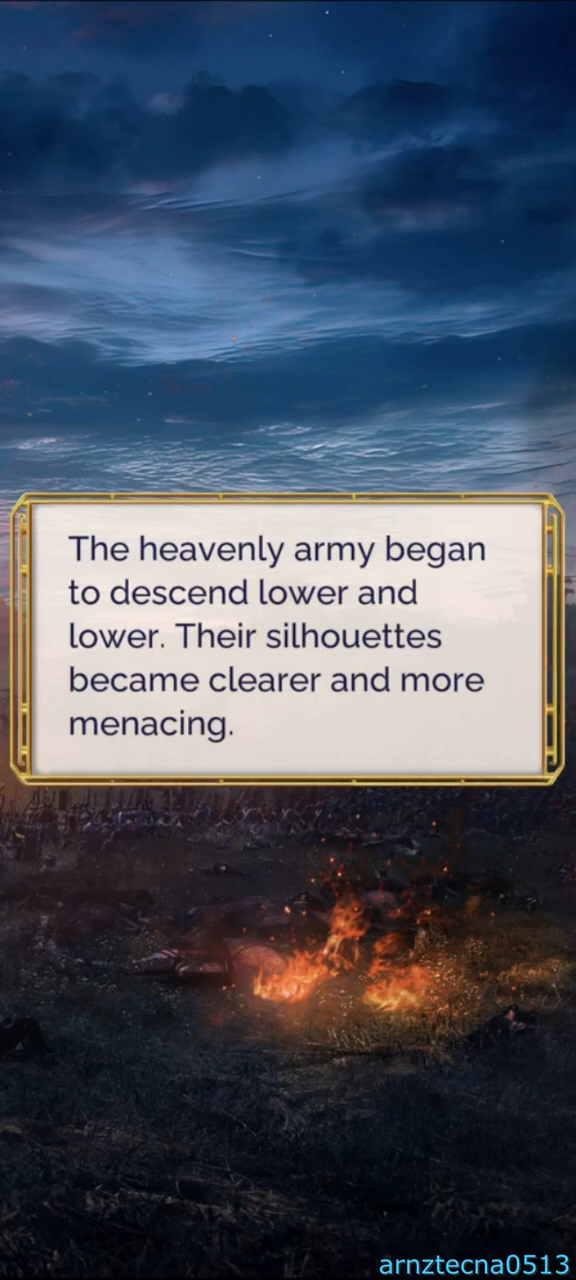 The heavenly army began
to descend lower and
lower. Their silhouettes
became clearer and more
menacing.
arnztecna0513